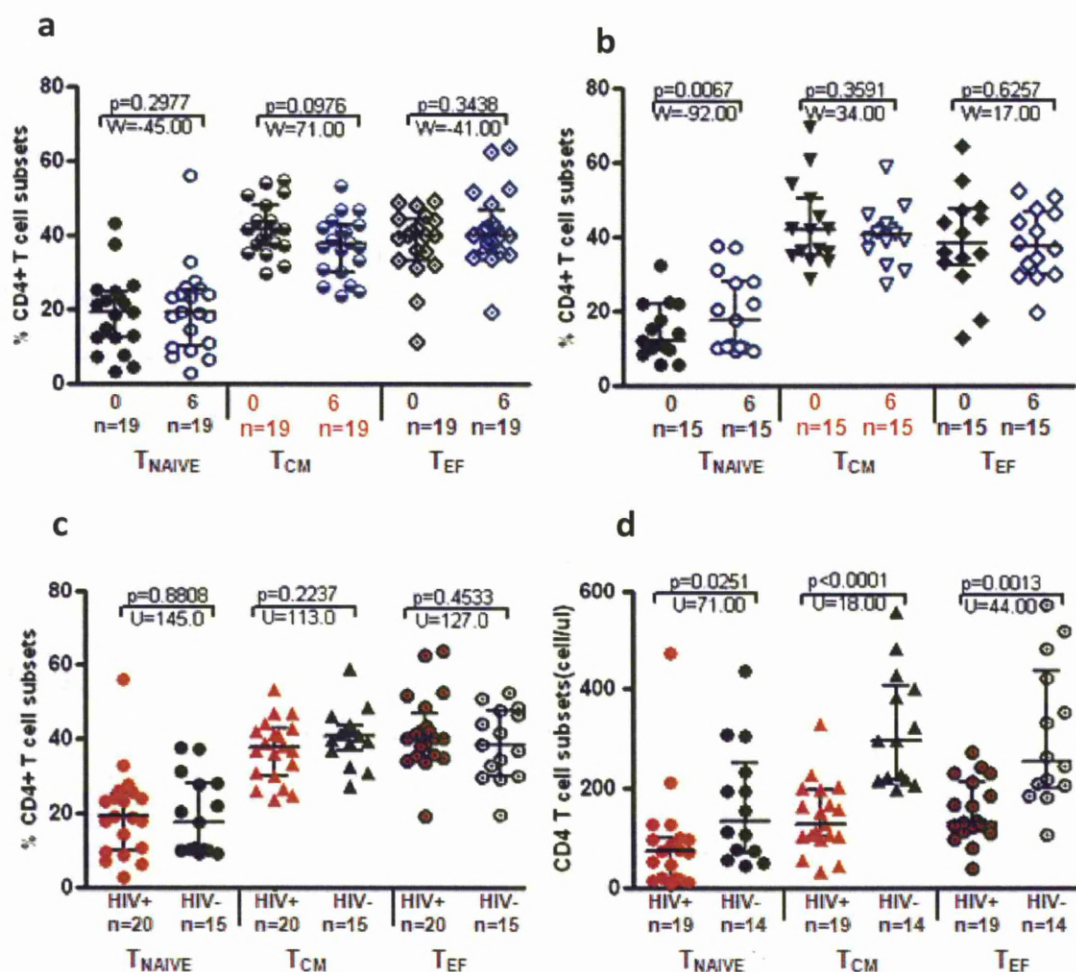 a
% CD4+ T cell subsets
80
60
40
20
0
p=0.2977
W=-45.00
p=0.0976
W=71.00
p=0.3438
W=-41.00
0 6 0 6 0 6
n=19 n=19 n=19 n=19 n=19 n=19
TNAIVE TCM TEF
b
% CD4+ T cell subsets
80
60
40
20
0
p=0.0067
W=-92.00
p=0.3591
W=34.00
p=0.6257
W=17.00
0 6 0 6 0 6
n=15 n=15 n=15 n=15 n=15 n=15
TNAIVE TCM TEF
c
% CD4+ T cell subsets
80
60
40
20
0
p=0.8808
U=145.0
p=0.2237
U=113.0
p=0.4533
U=127.0
HIV+ HIV- HIV+ HIV- HIV+ HIV-
n=20 n=15 n=20 n=15 n=20 n=15
TNAIVE TCM TEF
d
CD4 T cell subsets(cell/ul)
600
400
200
0
p=0.0251
U=71.00
p<0.0001
U=18.00
p=0.0013
U=44.00
HIV+ HIV- HIV+ HIV- HIV+ HIV-
n=19 n=14 n=19 n=14 n=19 n=14
TNAIVE TCM TEF